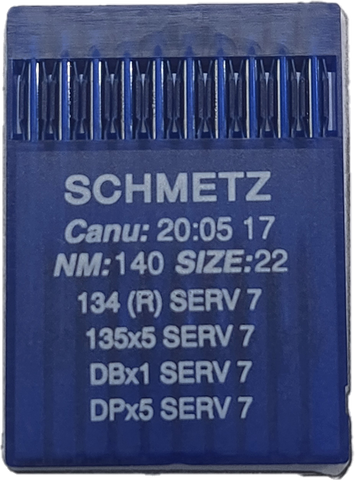 SCHMETZ
Canu: 20:05 17
NM:140 SIZE:22
134 (R) SERV 7
135x5 SERV 7
DBx1 SERV 7
DPx5 SERV 7